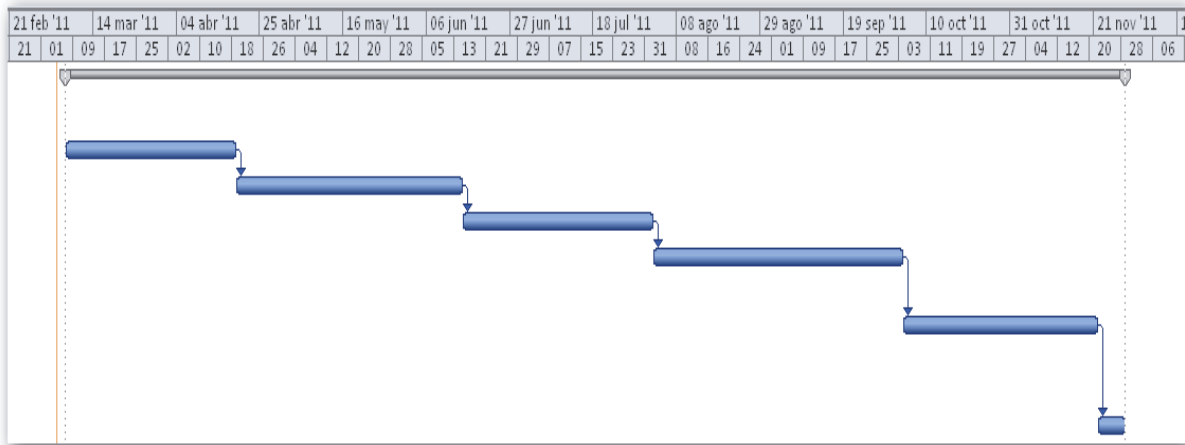 21 feb '11 14 mar '11 04 abr '11 25 abr '11 16 may '11 06 jun '11 27 jun '11 18 jul '11 08 ago '11 29 ago '11 19 sep '11 10 oct '11 31 oct '11 21 nov '11 1
21 01 09 17 25 02 10 18 26 04 12 20 28 05 13 21 29 07 15 23 31 08 16 24 01 09 17 25 03 11 19 27 04 12 20 28 06